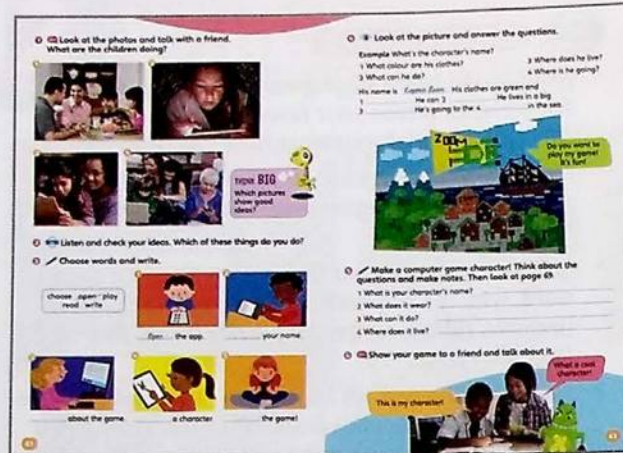 Look at the photos and talk with a friend.
What are the children doing?
BIG
Which pictures
show good
ideas?
Listen and check your ideas. Which of these things do you do?
Choose words and write.
choose open play
read write
Open the app.
your name.
about the game.
a character.
the game!
Look at the picture and answer the questions.
Example What's the character's name?
1 What colour are his clothes?
2 What can he do?
3 Where does he live?
4 Where is he going?
His name is
His clothes are green and
1
He can 2
He lives in a big
3
He's going to the 4
in the sea.
ZOOM
Do you want to
play my game?
It's fun!
Make a computer game character! Think about the
questions and make notes. Then look at page 69.
1 What is your character's name?
2 What does it wear?
3 What can it do?
4 Where does it live?
Show your game to a friend and talk about it.
This is my character!
What a cool
character!